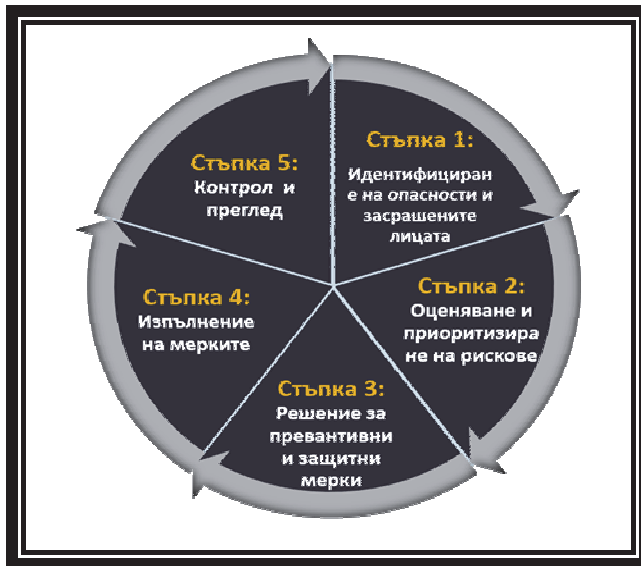 Стъпка 1:
Идентифициран
е на опасности и
засрашените
лицата
Стъпка 2:
Оценяване и
приоритизира
не на рискове
Стъпка 3:
Решение за
превантивни
и защитни
мерки
Стъпка 4:
Изпълнение
на мерките
Стъпка 5:
Контрол и
преглед